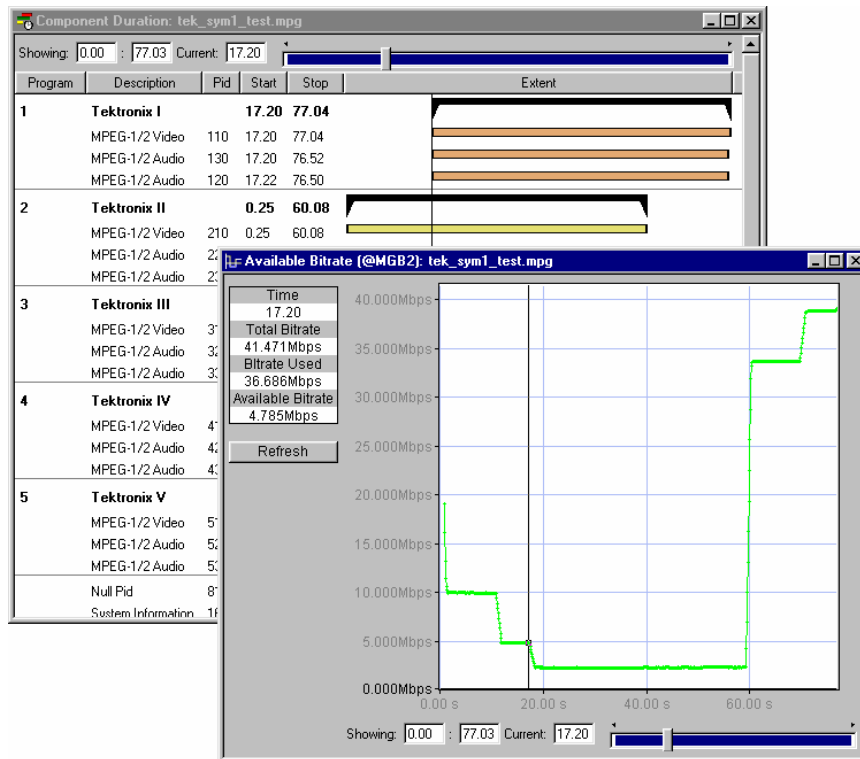 Component Duration: tek_sym1_test.mpg
Showing: 0.00 : 77.03 Current: 17.20
Program Description Pid Start Stop Extent
1 Tektronix I 17.20 77.04
MPEG-1/2 Video 110 17.20 77.04
MPEG-1/2 Audio 130 17.20 76.52
MPEG-1/2 Audio 120 17.22 76.50
2 Tektronix II 0.25 60.08
MPEG-1/2 Video 210 0.25 60.08
MPEG-1/2 Audio
MPEG-1/2 Audio
3 Tektronix III
MPEG-1/2 Video
MPEG-1/2 Audio
MPEG-1/2 Audio
4 Tektronix IV
MPEG-1/2 Video
MPEG-1/2 Audio
MPEG-1/2 Audio
5 Tektronix V
MPEG-1/2 Video
MPEG-1/2 Audio
MPEG-1/2 Audio
Null Pid
System Information
Available Bitrate (@MGB2): tek_sym1_test.mpg
Time
17.20
Total Bitrate
41.471Mbps
BItrate Used
36.686Mbps
Available Bitrate
4.785Mbps
Refresh
40.000Mbps
35.000Mbps
30.000Mbps
25.000Mbps
20.000Mbps
15.000Mbps
10.000Mbps
5.000Mbps
0.000Mbps
0.00 s 20.00 s 40.00 s 60.00 s
Showing: 0.00 : 77.03 Current: 17.20